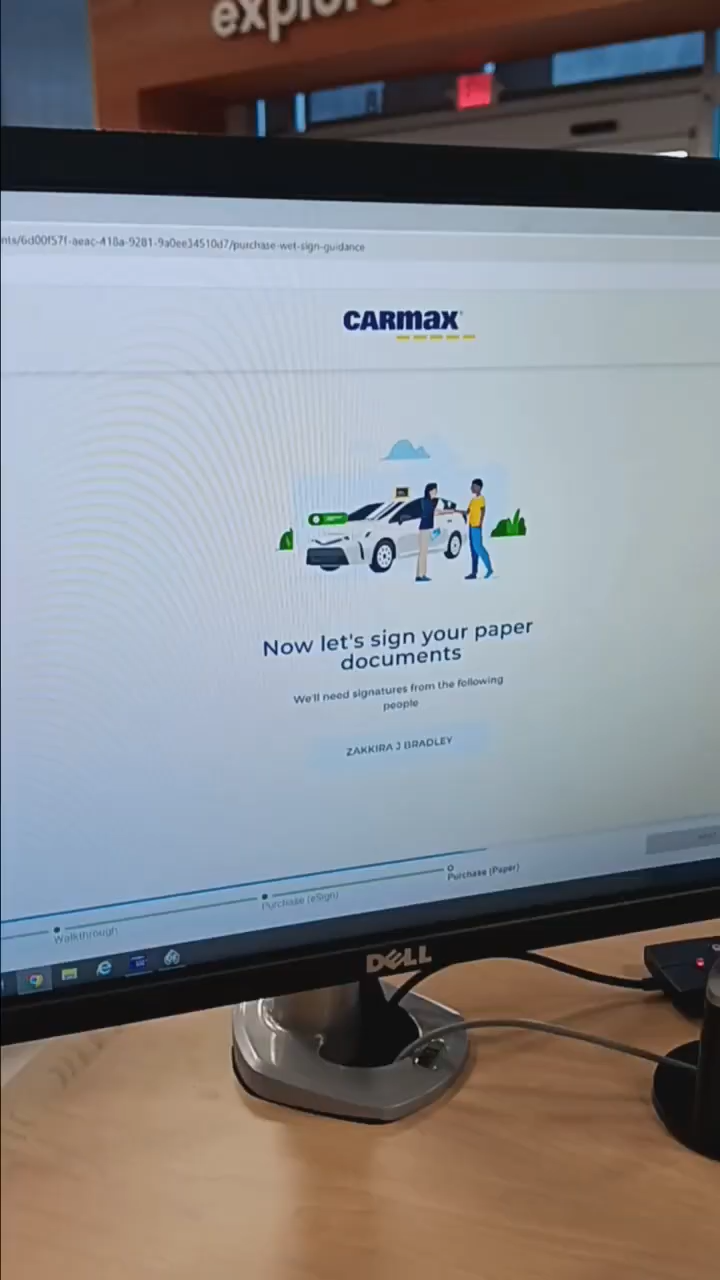 explore
nts/6d00f57f-aeac-418a-9281-9a0ee34510d7/purchase-wet-sign-guidance
CARMAX
Now let's sign your paper
documents
We'll need signatures from the following
people
ZAKKIRA J BRADLEY
Purchase (Paper)
Purchase (eSign)
Walkthrough
DELL